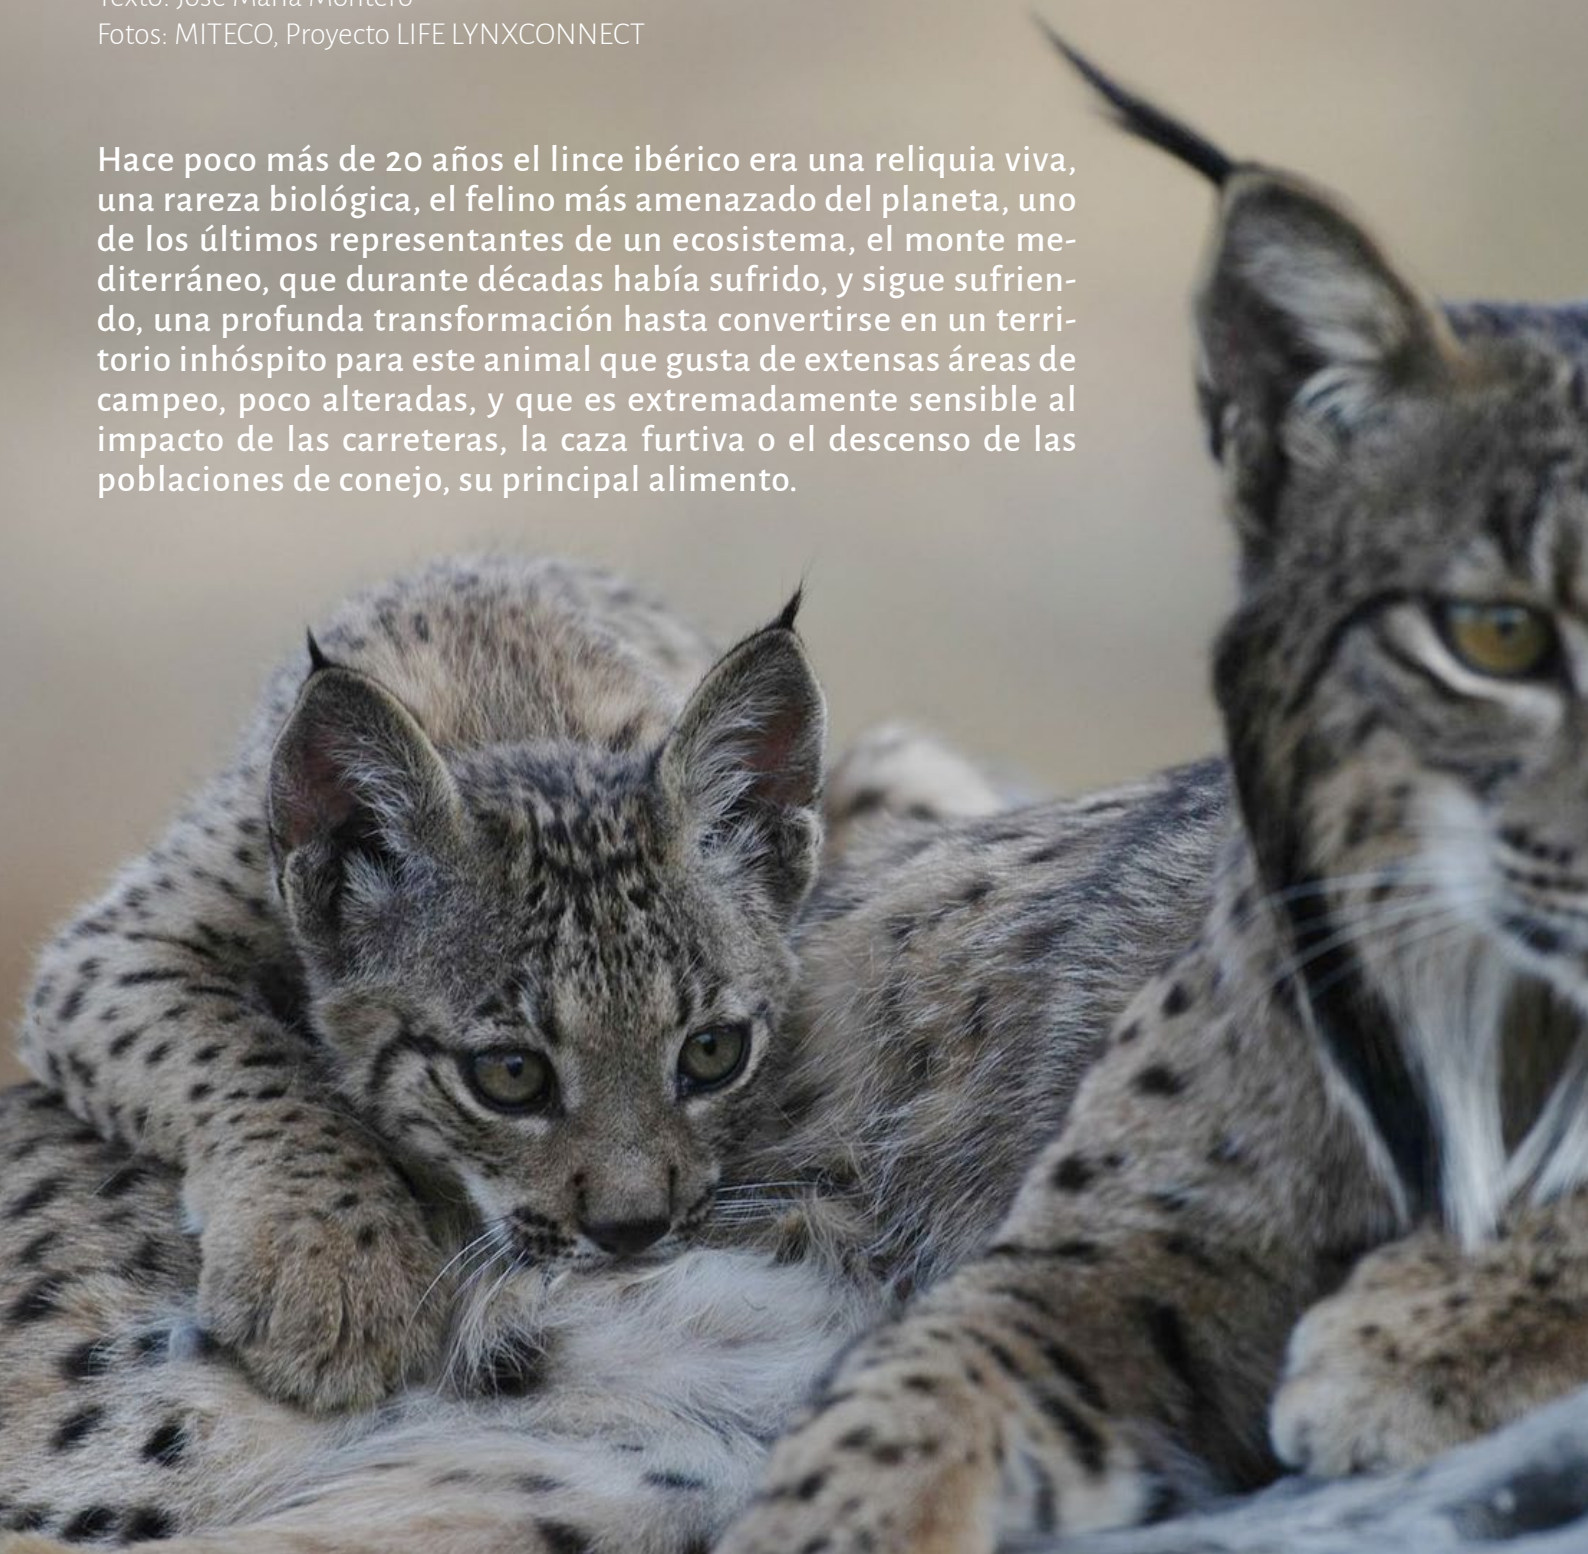 Texto: José María Montero
Fotos: MITECO, Proyecto LIFE LYNXCONNECT
Hace poco más de 20 años el lince ibérico era una reliquia viva,
una rareza biológica, el felino más amenazado del planeta, uno
de los últimos representantes de un ecosistema, el monte me-
diterráneo, que durante décadas había sufrido, y sigue sufrien-
do, una profunda transformación hasta convertirse en un terri-
torio inhóspito para este animal que gusta de extensas áreas de
campeo, poco alteradas, y que es extremadamente sensible al
impacto de las carreteras, la caza furtiva o el descenso de las
poblaciones de conejo, su principal alimento.